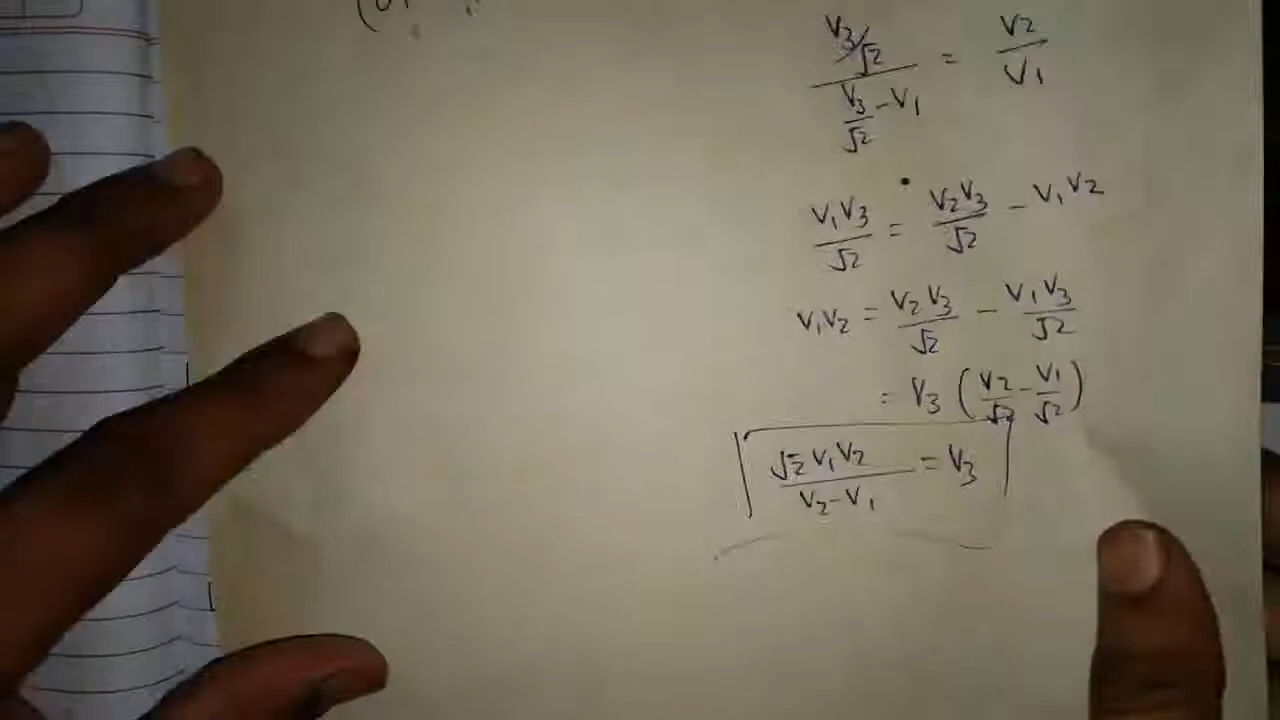 (V3/√2)/(V3/√2 - V1) = V2/V1
V1V3/√2 = V2V3/√2 - V1V2
V1V2 = V2V3/√2 - V1V3/√2
= V3 (V2/√2 - V1/√2)
√2 V1V2/(V2-V1) = V3